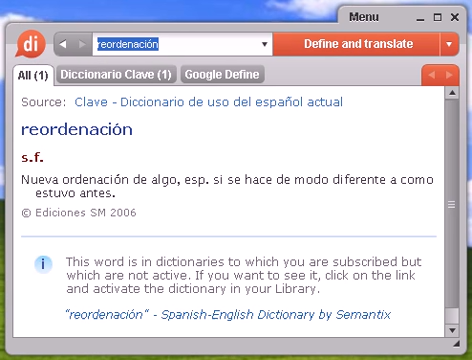 Menu
di
reordenación
Define and translate
All (1)
Diccionario Clave (1)
Google Define
Source: Clave - Diccionario de uso del español actual
reordenación
s.f.
Nueva ordenación de algo, esp. si se hace de modo diferente a como
estuvo antes.
© Ediciones SM 2006
i
This word is in dictionaries to which you are subscribed but
which are not active. If you want to see it, click on the link
and activate the dictionary in your Library.
"reordenación" - Spanish-English Dictionary by Semantix